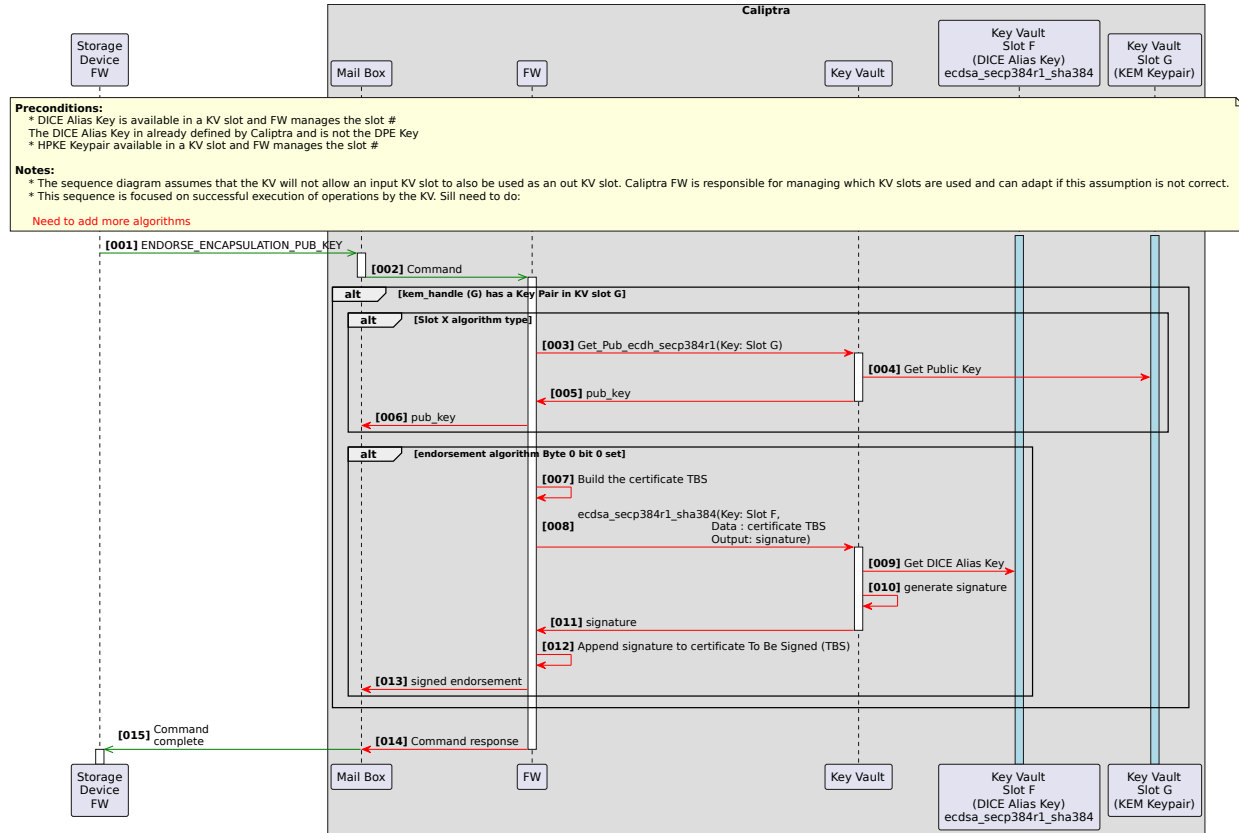 Caliptra
Storage
Device
FW
Mail Box
FW
Key Vault
Key Vault
Slot F
(DICE Alias Key)
ecdsa_secp384r1_sha384
Key Vault
Slot G
(KEM Keypair)
Preconditions:
* DICE Alias Key is available in a KV slot and FW manages the slot #
The DICE Alias Key in already defined by Caliptra and is not the DPE Key
* HPKE Keypair available in a KV slot and FW manages the slot #
Notes:
* The sequence diagram assumes that the KV will not allow an input KV slot to also be used as an out KV slot. Caliptra FW is responsible for managing which KV slots are used and can adapt if this assumption is not correct.
* This sequence is focused on successful execution of operations by the KV. Sill need to do:
Need to add more algorithms
[001] ENDORSE_ENCAPSULATION_PUB_KEY
[002] Command
alt [kem_handle (G) has a Key Pair in KV slot G]
alt [Slot X algorithm type]
[003] Get_Pub_ecdh_secp384r1(Key: Slot G)
[004] Get Public Key
[005] pub_key
[006] pub_key
alt [endorsement algorithm Byte 0 bit 0 set]
[007] Build the certificate TBS
ecdsa_secp384r1_sha384(Key: Slot F,
[008] Data : certificate TBS
Output: signature)
[009] Get DICE Alias Key
[010] generate signature
[011] signature
[012] Append signature to certificate To Be Signed (TBS)
[013] signed endorsement
[014] Command response
[015] Command
complete
Storage
Device
FW
Mail Box
FW
Key Vault
Key Vault
Slot F
(DICE Alias Key)
ecdsa_secp384r1_sha384
Key Vault
Slot G
(KEM Keypair)